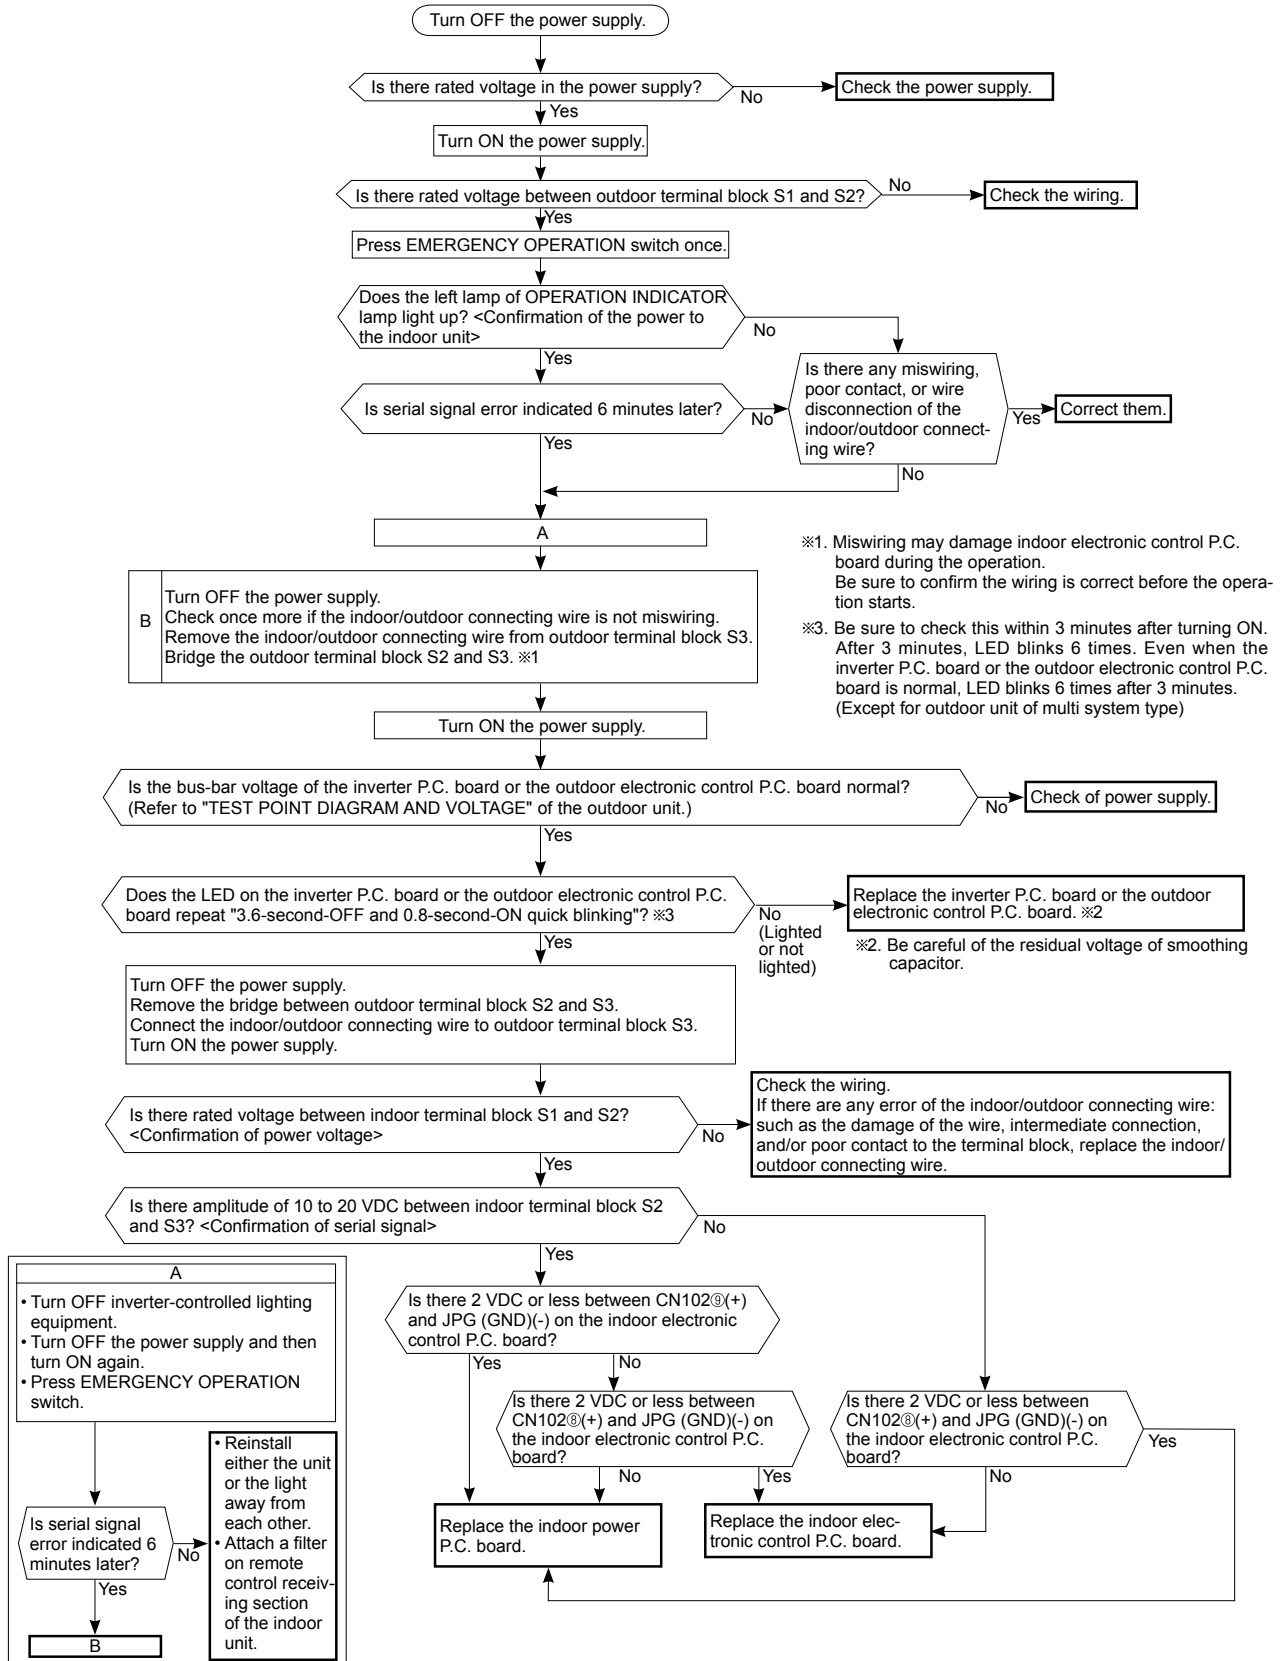 Turn OFF the power supply.
Is there rated voltage in the power supply?
No
Check the power supply.
Yes
Turn ON the power supply.
Is there rated voltage between outdoor terminal block S1 and S2?
No
Check the wiring.
Yes
Press EMERGENCY OPERATION switch once.
Does the left lamp of OPERATION INDICATOR
lamp light up? <Confirmation of the power to
the indoor unit>
No
Yes
Is there any miswiring,
poor contact, or wire
disconnection of the
indoor/outdoor connect-
ing wire?
Yes
Correct them.
No
Is serial signal error indicated 6 minutes later?
No
Yes
A
B
Turn OFF the power supply.
Check once more if the indoor/outdoor connecting wire is not miswiring.
Remove the indoor/outdoor connecting wire from outdoor terminal block S3.
Bridge the outdoor terminal block S2 and S3. ※1
※1. Miswiring may damage indoor electronic control P.C.
board during the operation.
Be sure to confirm the wiring is correct before the opera-
tion starts.
※3. Be sure to check this within 3 minutes after turning ON.
After 3 minutes, LED blinks 6 times. Even when the
inverter P.C. board or the outdoor electronic control P.C.
board is normal, LED blinks 6 times after 3 minutes.
(Except for outdoor unit of multi system type)
Turn ON the power supply.
Is the bus-bar voltage of the inverter P.C. board or the outdoor electronic control P.C. board normal?
(Refer to "TEST POINT DIAGRAM AND VOLTAGE" of the outdoor unit.)
No
Check of power supply.
Yes
Does the LED on the inverter P.C. board or the outdoor electronic control P.C.
board repeat "3.6-second-OFF and 0.8-second-ON quick blinking"? ※3
No
(Lighted
or not
lighted)
Replace the inverter P.C. board or the outdoor
electronic control P.C. board. ※2
※2. Be careful of the residual voltage of smoothing
capacitor.
Yes
Turn OFF the power supply.
Remove the bridge between outdoor terminal block S2 and S3.
Connect the indoor/outdoor connecting wire to outdoor terminal block S3.
Turn ON the power supply.
Is there rated voltage between indoor terminal block S1 and S2?
<Confirmation of power voltage>
No
Check the wiring.
If there are any error of the indoor/outdoor connecting wire:
such as the damage of the wire, intermediate connection,
and/or poor contact to the terminal block, replace the indoor/
outdoor connecting wire.
Yes
Is there amplitude of 10 to 20 VDC between indoor terminal block S2
and S3? <Confirmation of serial signal>
No
Yes
Is there 2 VDC or less between CN102⑨(+)
and JPG (GND)(-) on the indoor electronic
control P.C. board?
Yes
No
Is there 2 VDC or less between
CN102⑧(+) and JPG (GND)(-) on
the indoor electronic control P.C.
board?
No
Yes
Is there 2 VDC or less between
CN102⑧(+) and JPG (GND)(-) on
the indoor electronic control P.C.
board?
Yes
No
Replace the indoor power
P.C. board.
Replace the indoor elec-
tronic control P.C. board.
A
• Turn OFF inverter-controlled lighting
equipment.
• Turn OFF the power supply and then
turn ON again.
• Press EMERGENCY OPERATION
switch.
Is serial signal
error indicated 6
minutes later?
No
• Reinstall
either the unit
or the light
away from
each other.
• Attach a filter
on remote
control receiv-
ing section
of the indoor
unit.
Yes
B